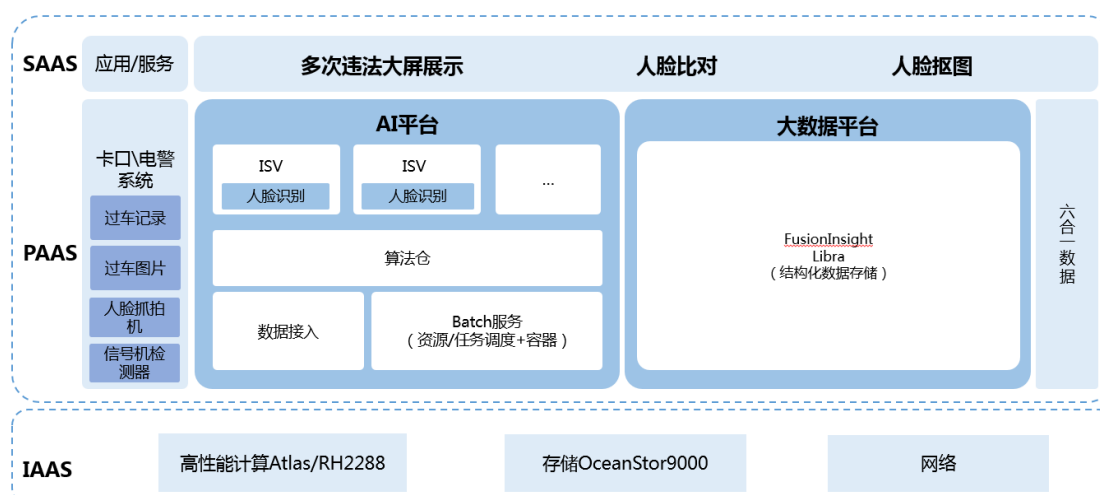 SAAS
应用/服务
多次违法大屏展示
人脸比对
人脸抠图
PAAS
卡口\电警
系统
过车记录
过车图片
人脸抓拍
机
信号机检
测器
AI平台
ISV
人脸识别
ISV
人脸识别
...
算法仓
数据接入
Batch服务
（资源/任务调度+容器）
大数据平台
FusionInsight
Libra
（结构化数据存储）
六合一数据
IAAS
高性能计算Atlas/RH2288
存储OceanStor9000
网络